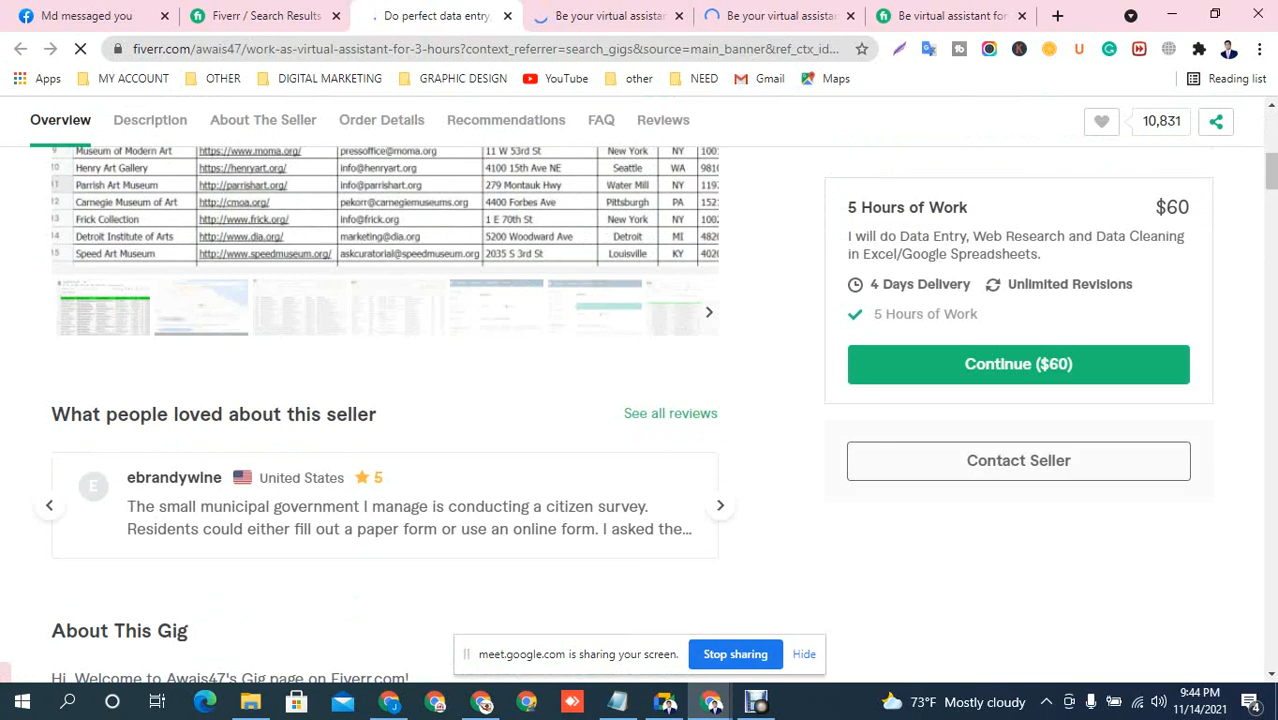 Md messaged you
Fiverr / Search Results
Do perfect data entry,
Be your virtual assistan
Be your virtual assistan
Be virtual assistant for
fiverr.com/awais47/work-as-virtual-assistant-for-3-hours?context_referrer=search_gigs&source=main_banner&ref_ctx_id...
Apps MY ACCOUNT OTHER DIGITAL MARKETING GRAPHIC DESIGN YouTube other NEED Gmail Maps Reading list
Overview Description About The Seller Order Details Recommendations FAQ Reviews 10,831
Museum of Modern Art https://www.moma.org/ pressoffice@moma.org 11 W 53rd St New York NY 100
10 Henry Art Gallery https://henryart.org/ info@henryart.org 4100 15th Ave NE Seattle WA 9810
11 Parrish Art Museum http://parrishart.org/ info@parrishart.org 279 Montauk Hwy Water Mill NY 1197
12 Carnegie Museum of Art http://cmoa.org/ pekorr@carnegiemuseums.org 4400 Forbes Ave Pittsburgh PA 152
13 Frick Collection http://www.frick.org/ info@frick.org 1 E 70th St New York NY 1002
14 Detroit Institute of Arts http://www.dia.org/ marketing@dia.org 5200 Woodward Ave Detroit MI 4820
15 Speed Art Museum http://www.speedmuseum.org/ askcuratorial@speedmuseum.org 2035 S 3rd St Louisville KY 4020
5 Hours of Work $60
I will do Data Entry, Web Research and Data Cleaning
in Excel/Google Spreadsheets.
4 Days Delivery Unlimited Revisions
5 Hours of Work
Continue ($60)
Contact Seller
What people loved about this seller See all reviews
E ebrandywine United States 5
The small municipal government I manage is conducting a citizen survey.
Residents could either fill out a paper form or use an online form. I asked the...
About This Gig
Hi, Welcome to Awais47's Gig page on Fiverr.com!
meet.google.com is sharing your screen. Stop sharing Hide
73°F Mostly cloudy
9:44 PM
11/14/2021
4